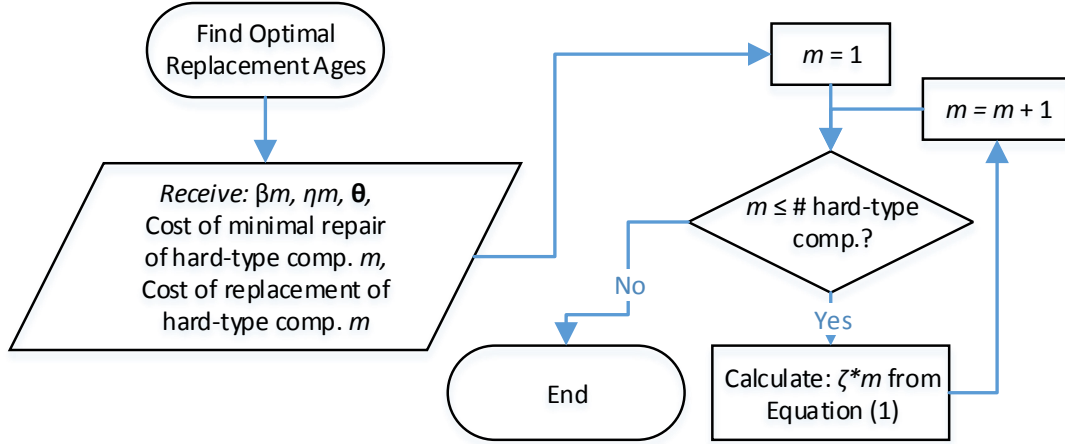 Find Optimal
Replacement Ages
Receive: βm, ηm, θ,
Cost of minimal repair
of hard-type comp. m,
Cost of replacement of
hard-type comp. m
m = 1
m = m + 1
m ≤ # hard-type
comp.?
No
Yes
End
Calculate: ζ*m from
Equation (1)